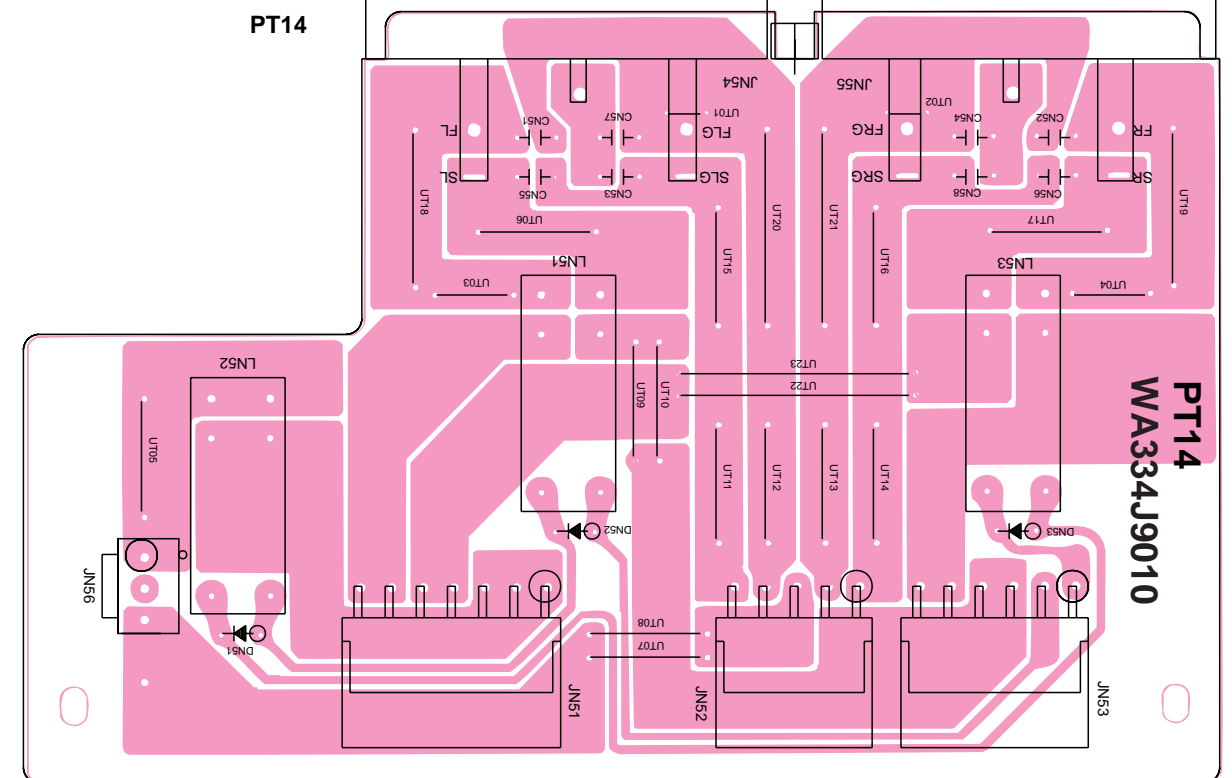 PT14
JN54
JN55
UT01
UT02
CN51
CN57
CN54
CN52
FL
FLG
FRG
FR
SL
SLG
SRG
SR
CN55
CN53
CN58
CN56
UT18
UT06
UT15
UT20
UT21
UT16
UT17
UT19
LN51
LN53
UT03
UT04
LN52
UT23
UT22
UT09
UT10
UT05
UT11
UT12
UT13
UT14
PT14
WA334J9010
DN52
DN53
JN56
DN51
UT08
UT07
JN51
JN52
JN53